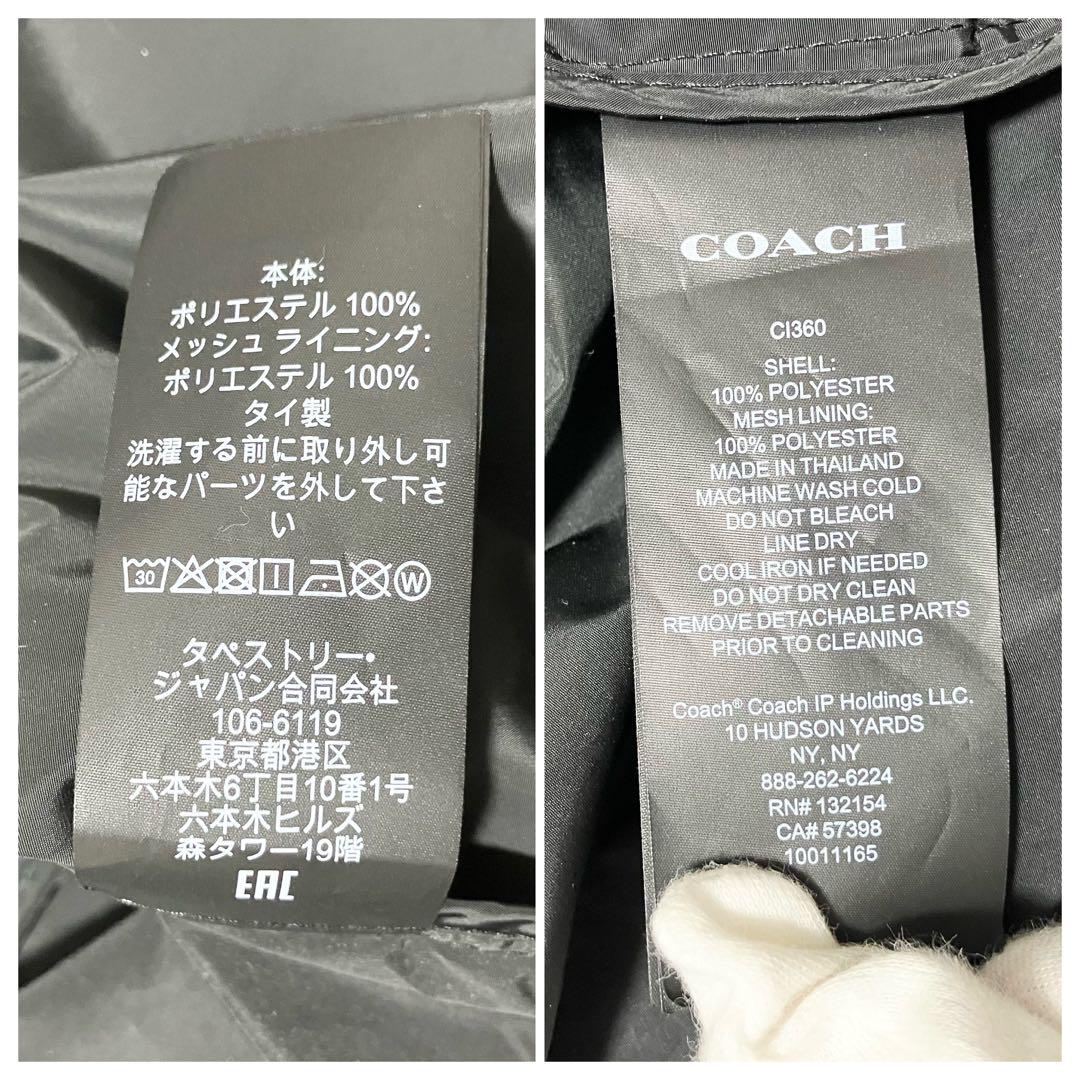 本体:
ポリエステル 100%
メッシュ ライニング:
ポリエステル 100%
タイ製
洗濯する前に取り外し可
能なパーツを外して下さ
い
30 W
タペストリー•
ジャパン合同会社
106-6119
東京都港区
六本木6丁目10番1号
六本木ヒルズ
森タワー19階
EAC
COACH
CI360
SHELL:
100% POLYESTER
MESH LINING:
100% POLYESTER
MADE IN THAILAND
MACHINE WASH COLD
DO NOT BLEACH
LINE DRY
COOL IRON IF NEEDED
DO NOT DRY CLEAN
REMOVE DETACHABLE PARTS
PRIOR TO CLEANING
Coach® Coach IP Holdings LLC.
10 HUDSON YARDS
NY, NY
888-262-6224
RN# 132154
CA# 57398
10011165